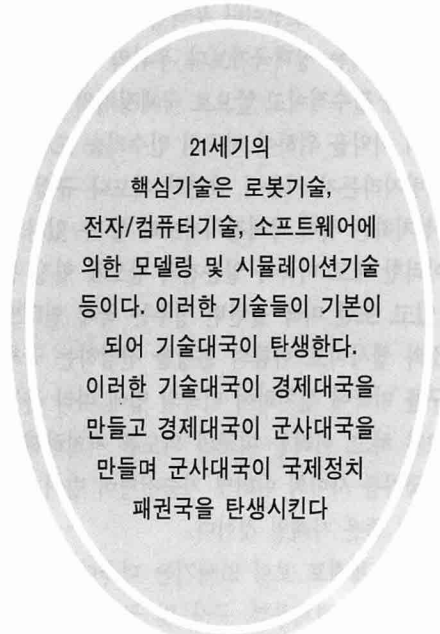 21세기의
핵심기술은 로봇기술,
전자/컴퓨터기술, 소프트웨어에
의한 모델링 및 시뮬레이션기술
등이다. 이러한 기술들이 기본이
되어 기술대국이 탄생한다.
이러한 기술대국이 경제대국을
만들고 경제대국이 군사대국을
만들며 군사대국이 국제정치
패권국을 탄생시킨다